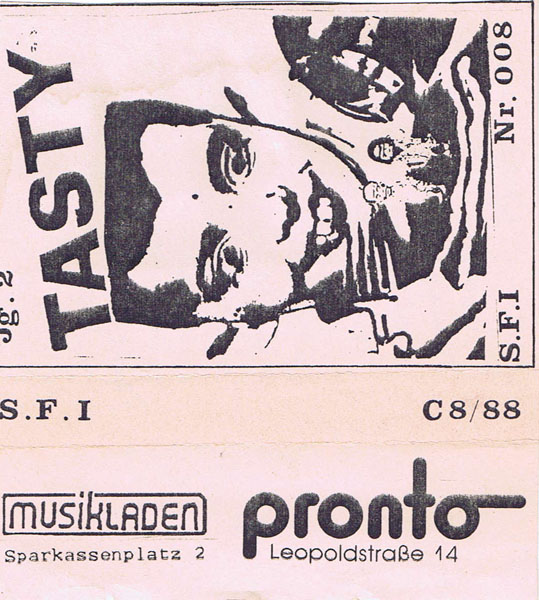 TASTY
Jg. 2
Nr. 008
S.F.I
S.F.I
C8/88
MUSIKLADEN
Sparkassenplatz 2
pronto
Leopoldstraße 14